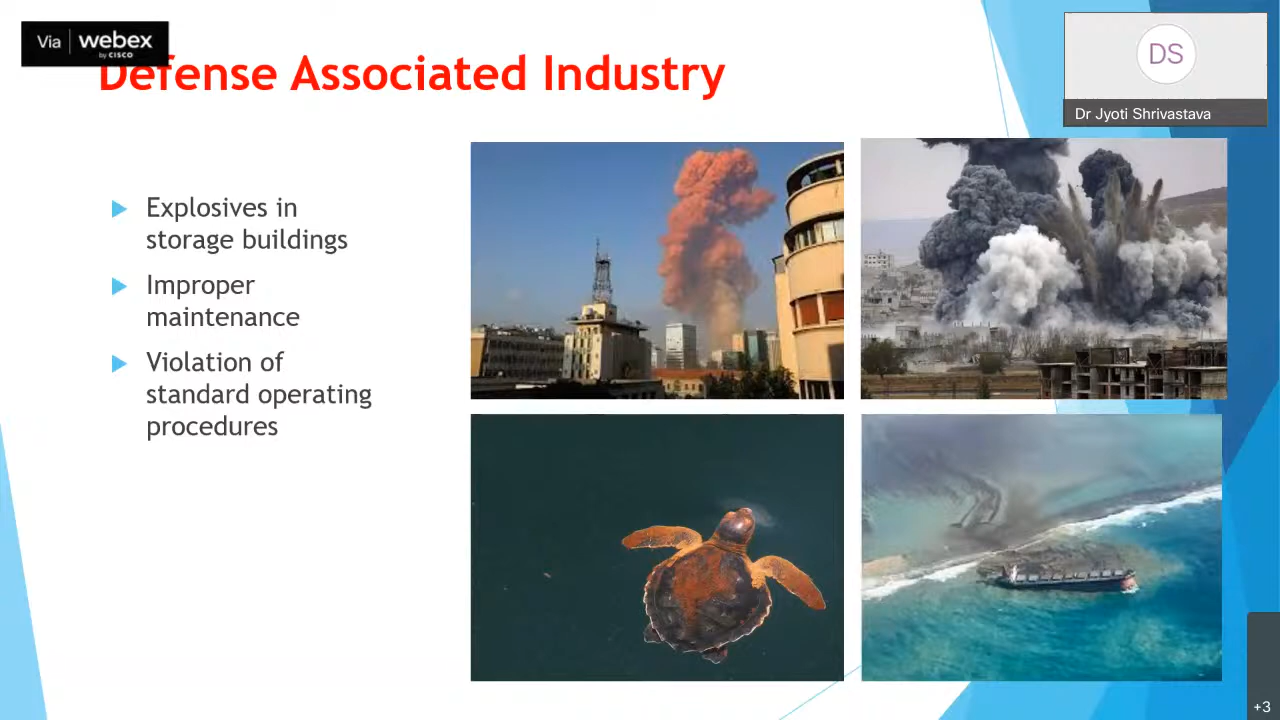 Via webex
by CISCO
Defense Associated Industry
DS
Dr Jyoti Shrivastava
Explosives in
storage buildings
Improper
maintenance
Violation of
standard operating
procedures
+3